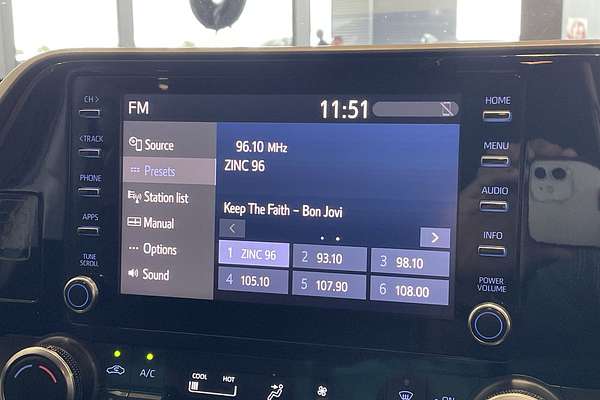 FM 11:51
CH >
< TRACK
PHONE
APPS
TUNE
SCROLL
Source
Presets
Station list
Manual
Options
Sound
96.10 MHz
ZINC 96
Keep The Faith – Bon Jovi
< >
1 ZINC 96 2 93.10 3 98.10
4 105.10 5 107.90 6 108.00
HOME
MENU
AUDIO
INFO
POWER
VOLUME
A/C
COOL HOT
ON